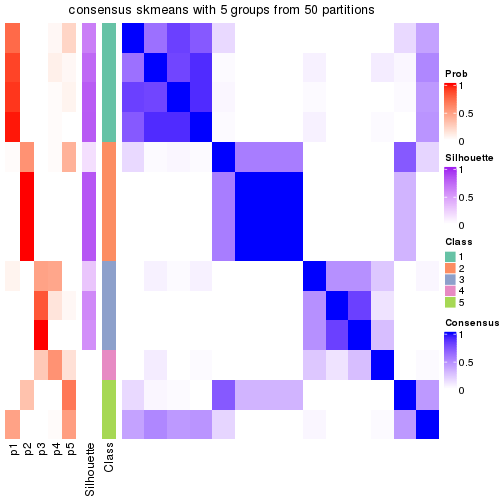 consensus skmeans with 5 groups from 50 partitions
Prob
1
0.5
0
Silhouette
1
0.5
0
Class
1
2
3
4
5
Consensus
1
0.5
0
p1
p2
p3
p4
p5
Silhouette
Class